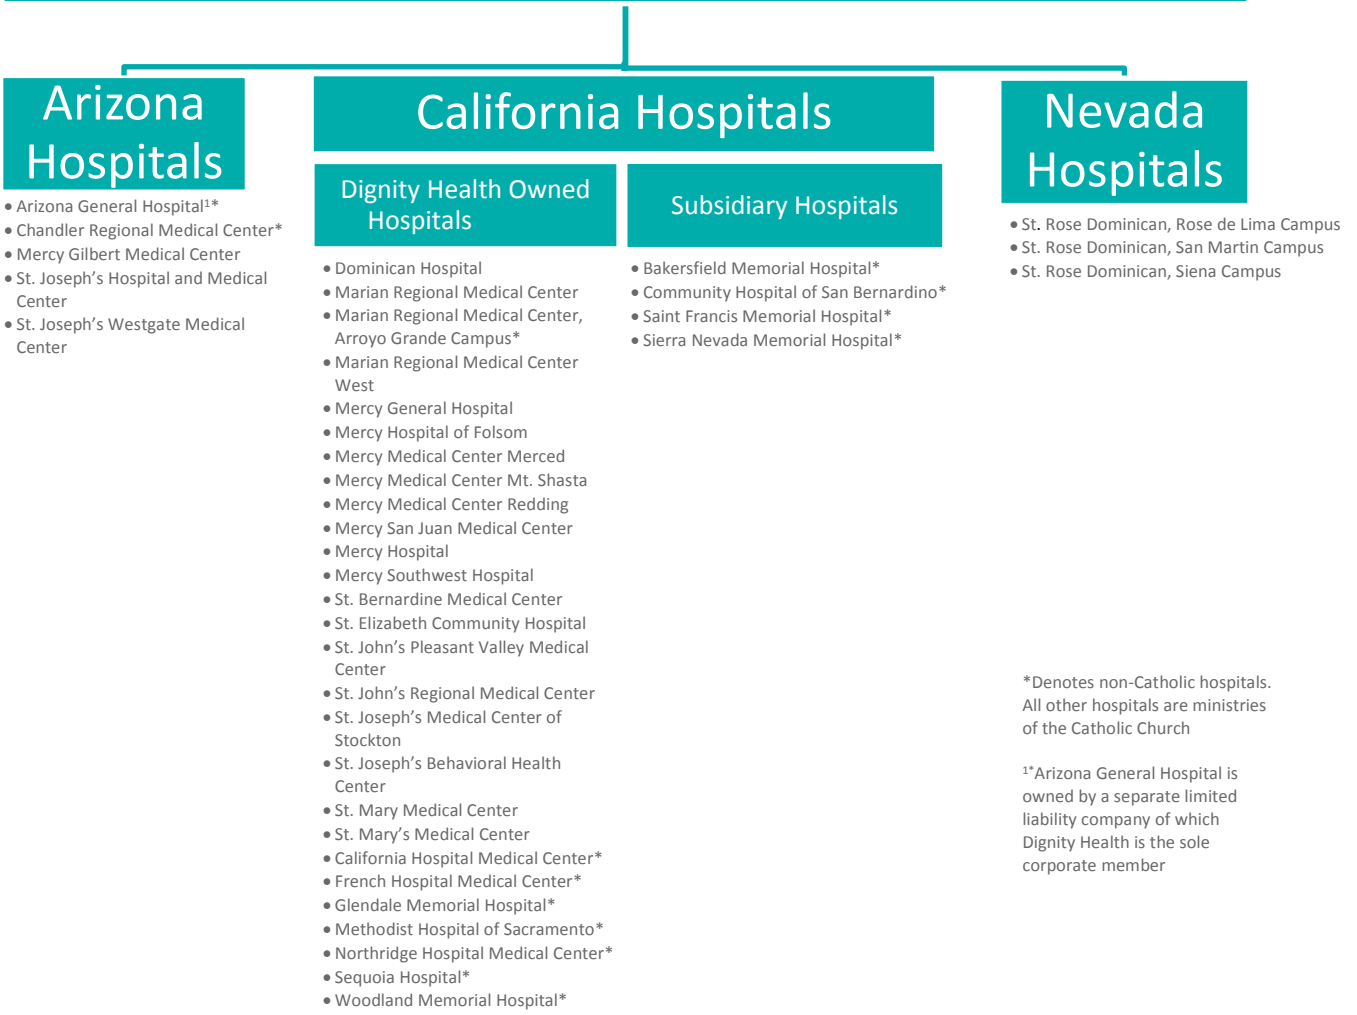 Arizona
Hospitals
• Arizona General Hospital¹*
• Chandler Regional Medical Center*
• Mercy Gilbert Medical Center
• St. Joseph’s Hospital and Medical
Center
• St. Joseph’s Westgate Medical
Center
California Hospitals
Dignity Health Owned
Hospitals
• Dominican Hospital
• Marian Regional Medical Center
• Marian Regional Medical Center,
Arroyo Grande Campus*
• Marian Regional Medical Center
West
• Mercy General Hospital
• Mercy Hospital of Folsom
• Mercy Medical Center Merced
• Mercy Medical Center Mt. Shasta
• Mercy Medical Center Redding
• Mercy San Juan Medical Center
• Mercy Hospital
• Mercy Southwest Hospital
• St. Bernardine Medical Center
• St. Elizabeth Community Hospital
• St. John’s Pleasant Valley Medical
Center
• St. John’s Regional Medical Center
• St. Joseph’s Medical Center of
Stockton
• St. Joseph’s Behavioral Health
Center
• St. Mary Medical Center
• St. Mary’s Medical Center
• California Hospital Medical Center*
• French Hospital Medical Center*
• Glendale Memorial Hospital*
• Methodist Hospital of Sacramento*
• Northridge Hospital Medical Center*
• Sequoia Hospital*
• Woodland Memorial Hospital*
Subsidiary Hospitals
• Bakersfield Memorial Hospital*
• Community Hospital of San Bernardino*
• Saint Francis Memorial Hospital*
• Sierra Nevada Memorial Hospital*
Nevada
Hospitals
• St. Rose Dominican, Rose de Lima Campus
• St. Rose Dominican, San Martin Campus
• St. Rose Dominican, Siena Campus
*Denotes non-Catholic hospitals.
All other hospitals are ministries
of the Catholic Church
¹*Arizona General Hospital is
owned by a separate limited
liability company of which
Dignity Health is the sole
corporate member